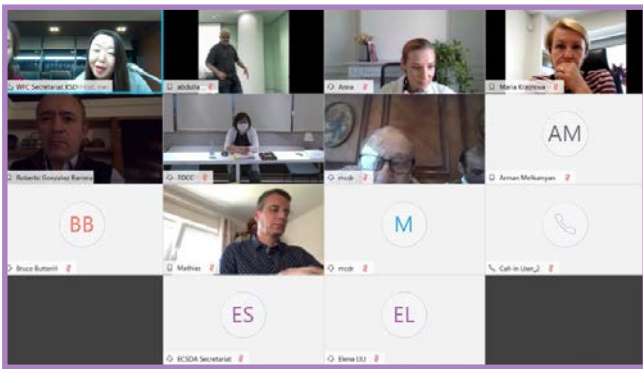 WFC Secretariat KSD
abdulla
Anna
Maria Krasnova
Roberto Gonzalez Barrera
TDCC
mcdr
AM
Arman Melkumyan
BB
Bruce Butterill
Mathias
M
mcdr
Call-in User_2
ES
ECSDA Secretariat
EL
Elena LIU